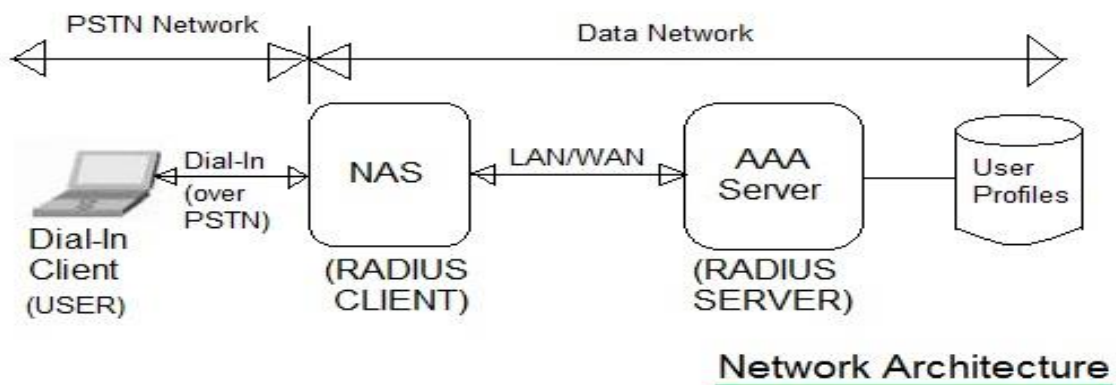 PSTN Network
Data Network
Dial-In
(over
PSTN)
NAS
LAN/WAN
AAA
Server
User
Profiles
Dial-In
Client
(USER)
(RADIUS
CLIENT)
(RADIUS
SERVER)
Network Architecture